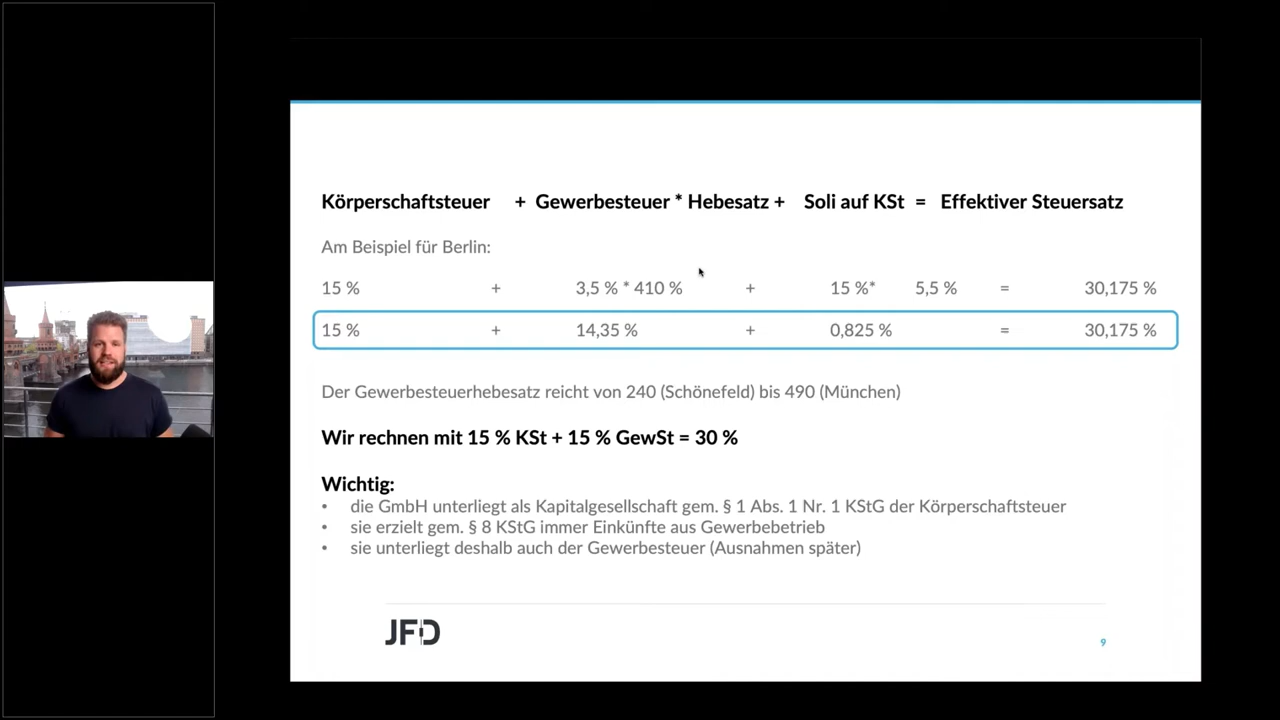 Körperschaftsteuer + Gewerbesteuer * Hebesatz + Soli auf KSt = Effektiver Steuersatz
Am Beispiel für Berlin:
15 % + 3,5 % * 410 % + 15 %* 5,5 % = 30,175 %
15 % + 14,35 % + 0,825 % = 30,175 %
Der Gewerbesteuerhebesatz reicht von 240 (Schönefeld) bis 490 (München)
Wir rechnen mit 15 % KSt + 15 % GewSt = 30 %
Wichtig:
• die GmbH unterliegt als Kapitalgesellschaft gem. § 1 Abs. 1 Nr. 1 KStG der Körperschaftsteuer
• sie erzielt gem. § 8 KStG immer Einkünfte aus Gewerbebetrieb
• sie unterliegt deshalb auch der Gewerbesteuer (Ausnahmen später)
JFD
9